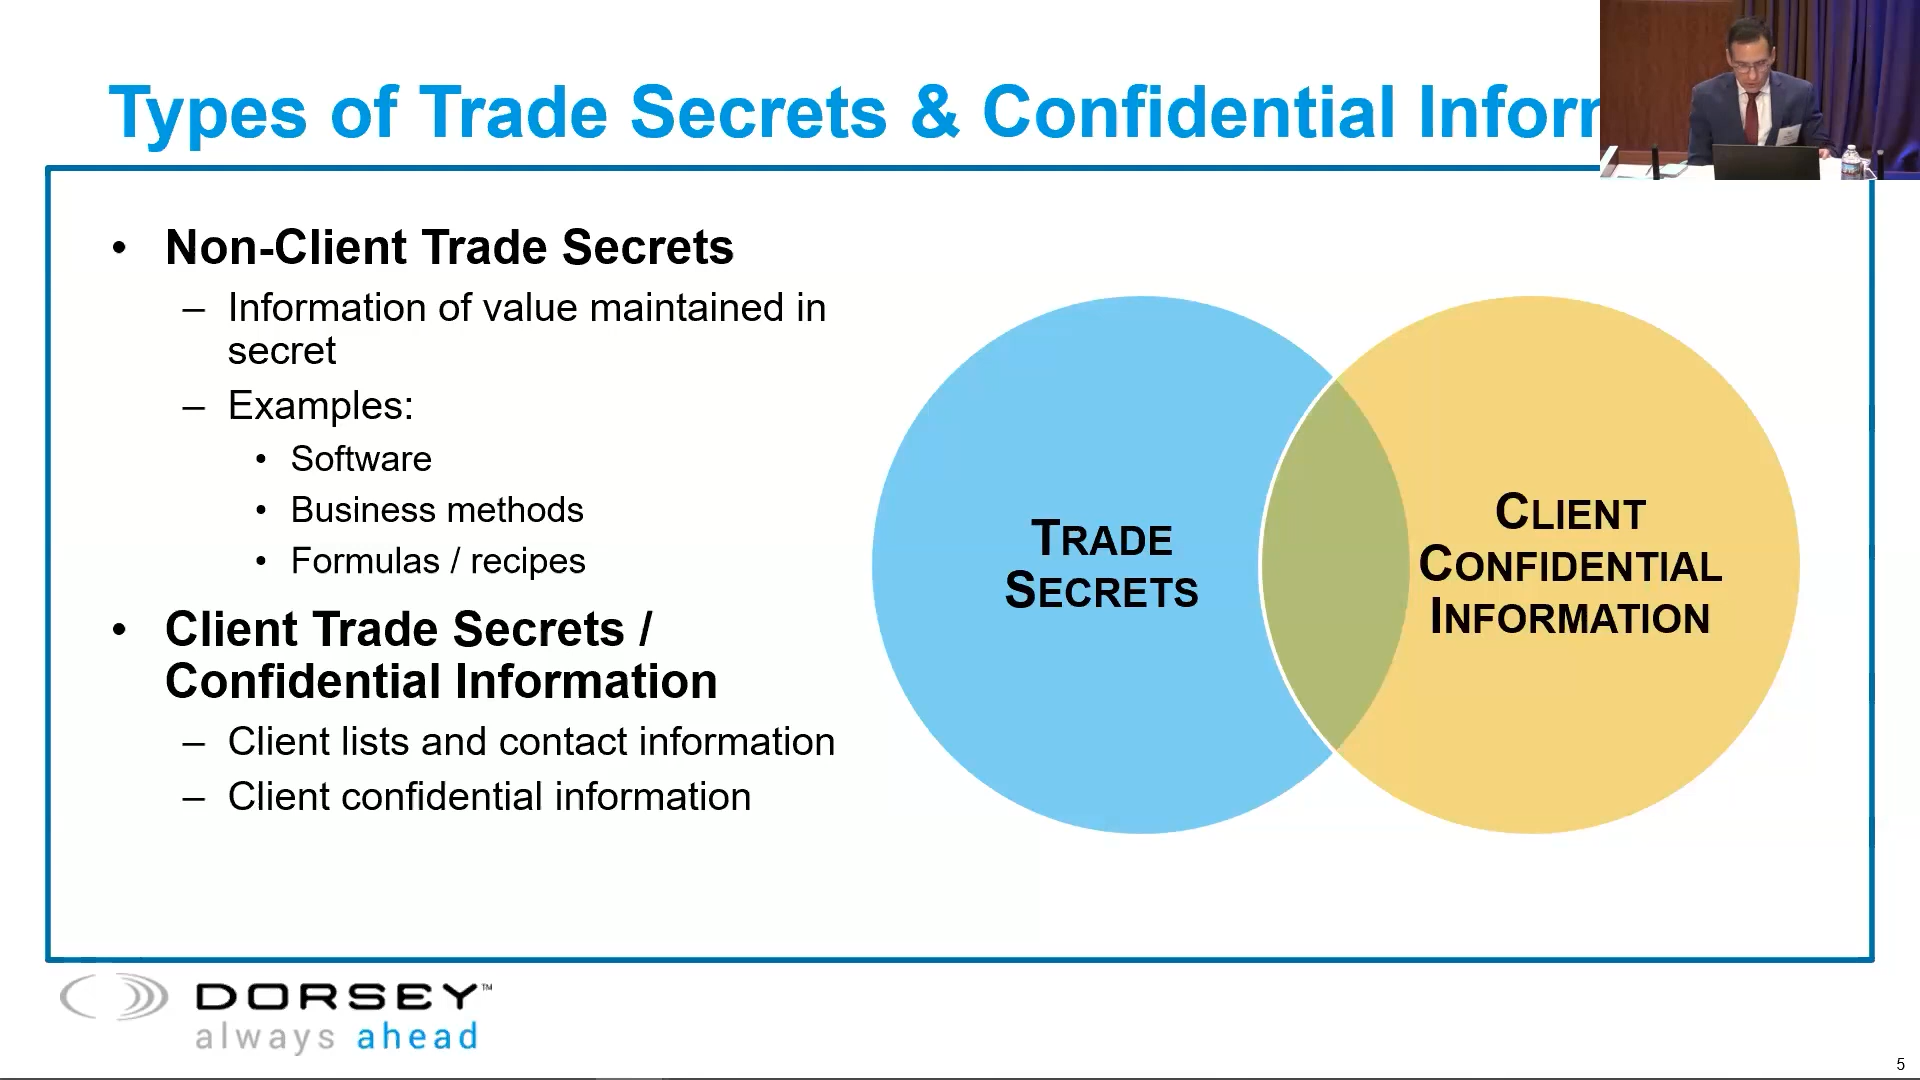 Types of Trade Secrets & Confidential Infor
• Non-Client Trade Secrets
– Information of value maintained in
secret
– Examples:
• Software
• Business methods
• Formulas / recipes
• Client Trade Secrets /
Confidential Information
– Client lists and contact information
– Client confidential information
TRADE
SECRETS
CLIENT
CONFIDENTIAL
INFORMATION
DORSEY™
always ahead
5